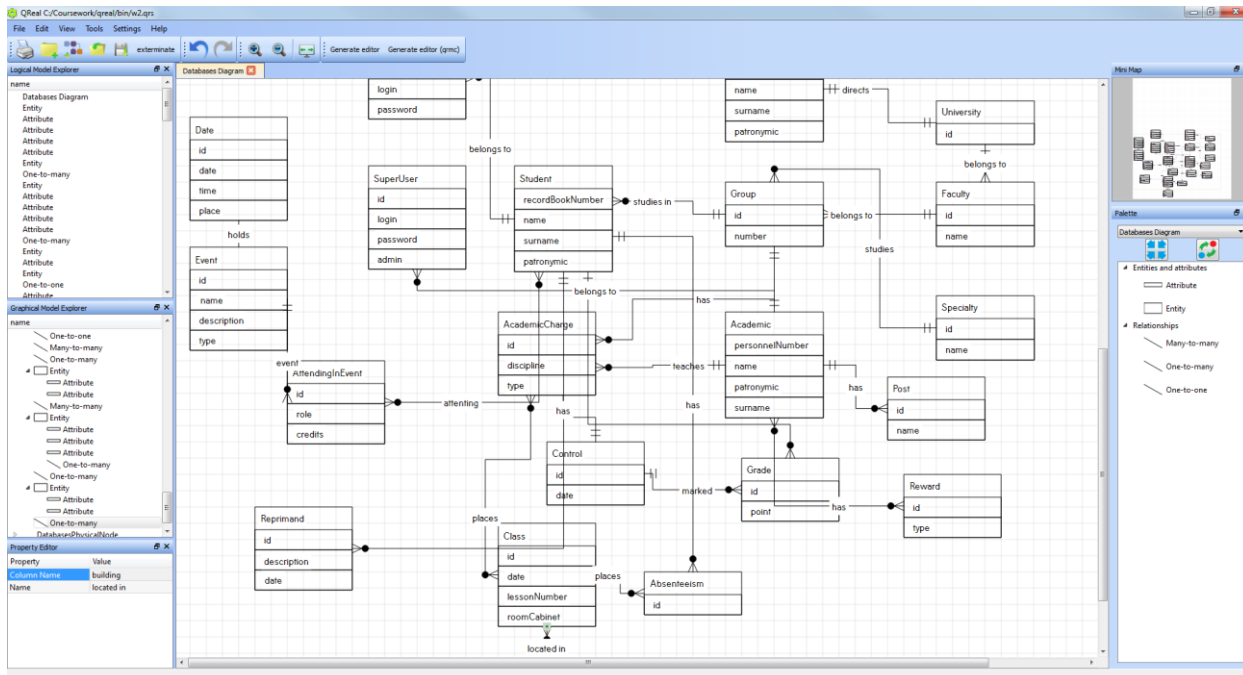 QReal C:/Coursework/qreal/bin/w2.qrs
File Edit View Tools Settings Help
exterminate Generate editor Generate editor (qrmc)
Logical Model Explorer
name
Databases Diagram
Entity
Attribute
Attribute
Attribute
Entity
One-to-many
Entity
Attribute
Attribute
Attribute
Attribute
One-to-many
Entity
Attribute
Entity
One-to-one
Attribute
Graphical Model Explorer
name
One-to-one
Many-to-many
One-to-many
Entity
Attribute
Attribute
Many-to-many
Entity
Attribute
Attribute
One-to-many
One-to-many
Entity
Attribute
Attribute
One-to-many
DatabasesPhysicalNode
Property Editor
Property Value
Column Name building
Name located in
Databases Diagram
login
password
name
surname
patronymic
directs
University
id
belongs to
belongs to
Date
id
date
time
place
holds
Event
id
name
description
type
event
SuperUser
id
login
password
admin
Student
recordBookNumber
name
surname
patronymic
studies in
Group
id
number
belongs to
Faculty
id
name
studies
belongs to
has
AcademicCharge
id
discipline
type
teaches
Academic
personnelNumber
name
patronymic
surname
Specialty
id
name
has
Post
id
name
AttendingInEvent
id
role
credits
attenting
has
has
Control
id
date
marked
Grade
id
point
has
Reward
id
type
Reprimand
id
description
date
places
Class
id
date
lessonNumber
roomCabinet
places
Absenteeism
id
located in
Mini Map
Palette
Databases Diagram
Entities and attributes
Attribute
Entity
Relationships
Many-to-many
One-to-many
One-to-one